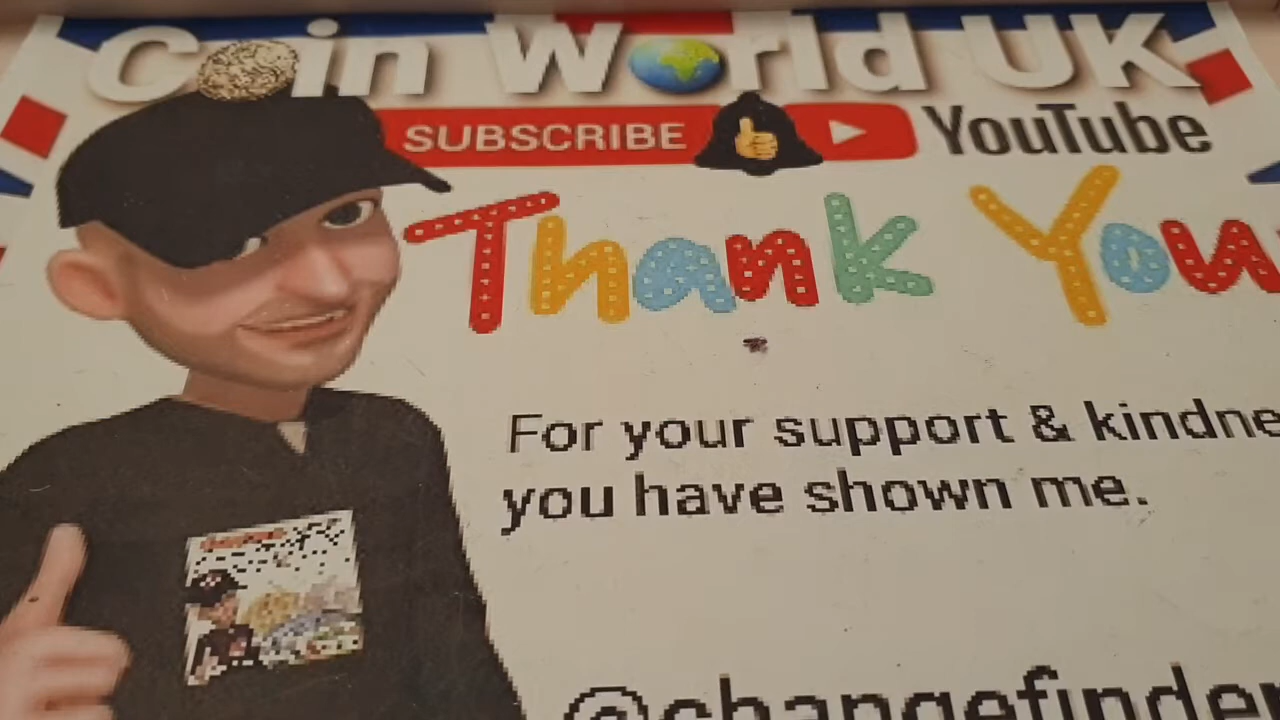 Coin World UK
SUBSCRIBE YouTube
Thank You
For your support & kindne
you have shown me.
@changefinder